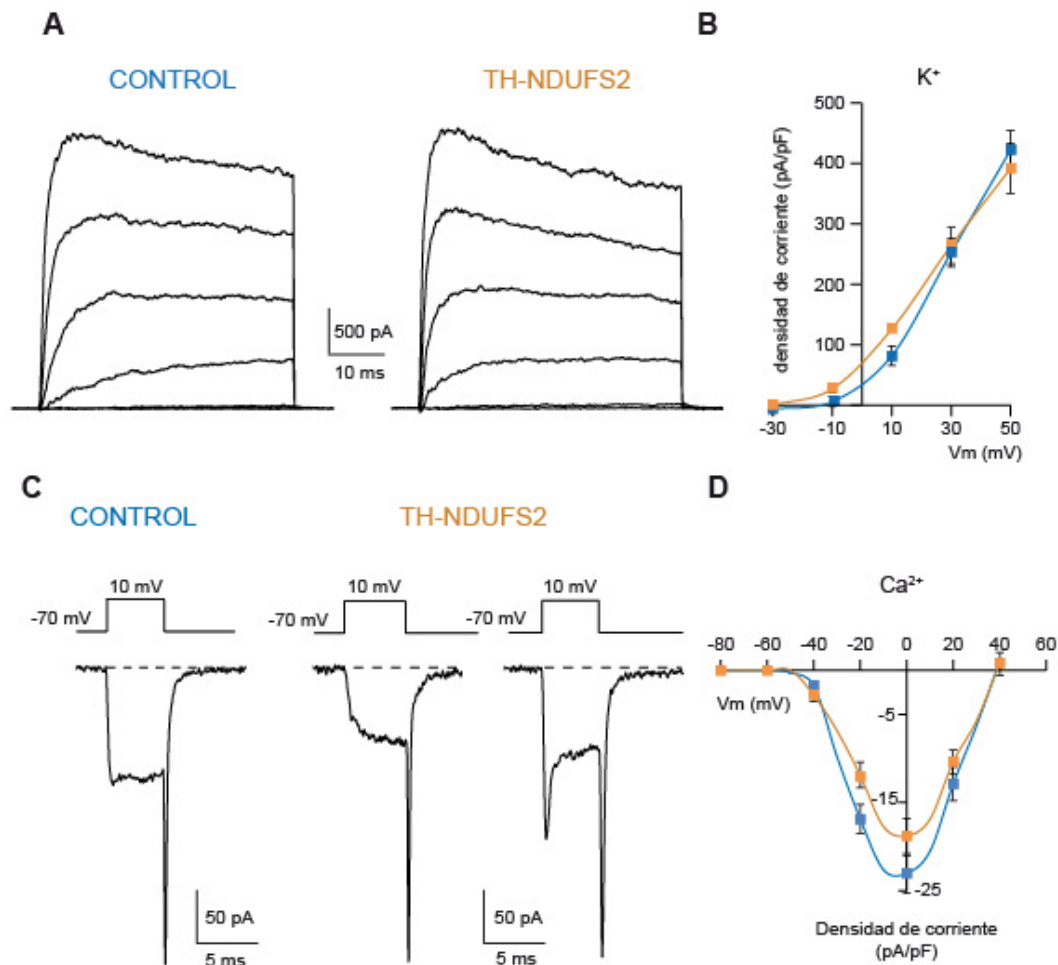 A
CONTROL
TH-NDUFS2
500 pA
10 ms
B
K⁺
densidad de corriente (pA/pF)
500
400
300
200
100
-30
-10
10
30
50
Vm (mV)
C
CONTROL
TH-NDUFS2
10 mV
-70 mV
10 mV
-70 mV
10 mV
-70 mV
50 pA
5 ms
50 pA
5 ms
D
Ca²⁺
-80
-60
-40
-20
0
20
40
60
Vm (mV)
-5
-15
-25
Densidad de corriente
(pA/pF)